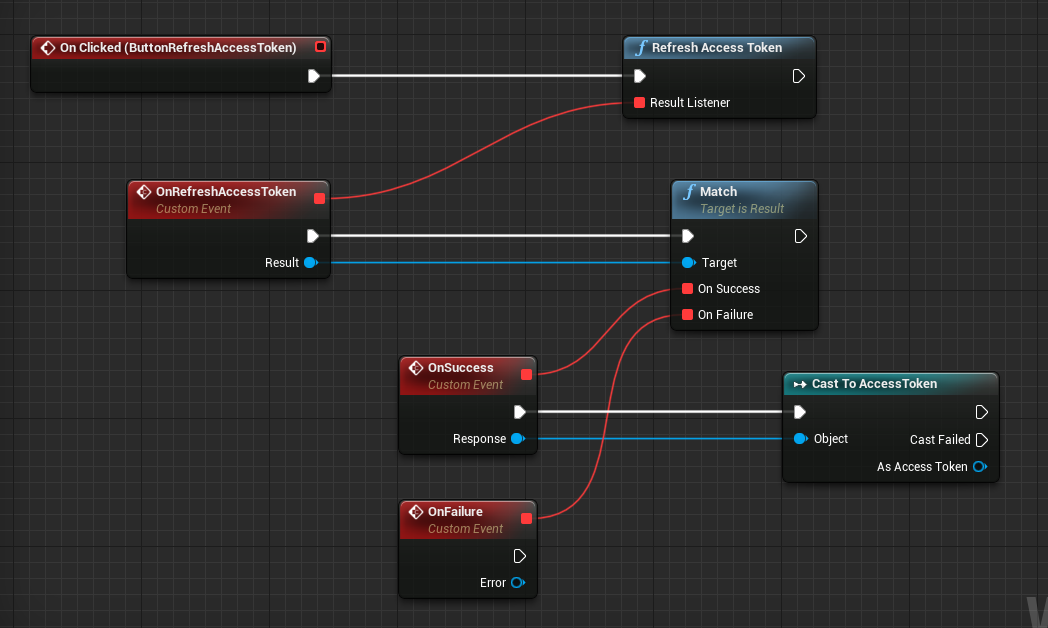 On Clicked (ButtonRefreshAccessToken)
Refresh Access Token
Result Listener
OnRefreshAccessToken
Custom Event
Result
Match
Target is Result
Target
On Success
On Failure
OnSuccess
Custom Event
Response
Cast To AccessToken
Object
Cast Failed
As Access Token
OnFailure
Custom Event
Error